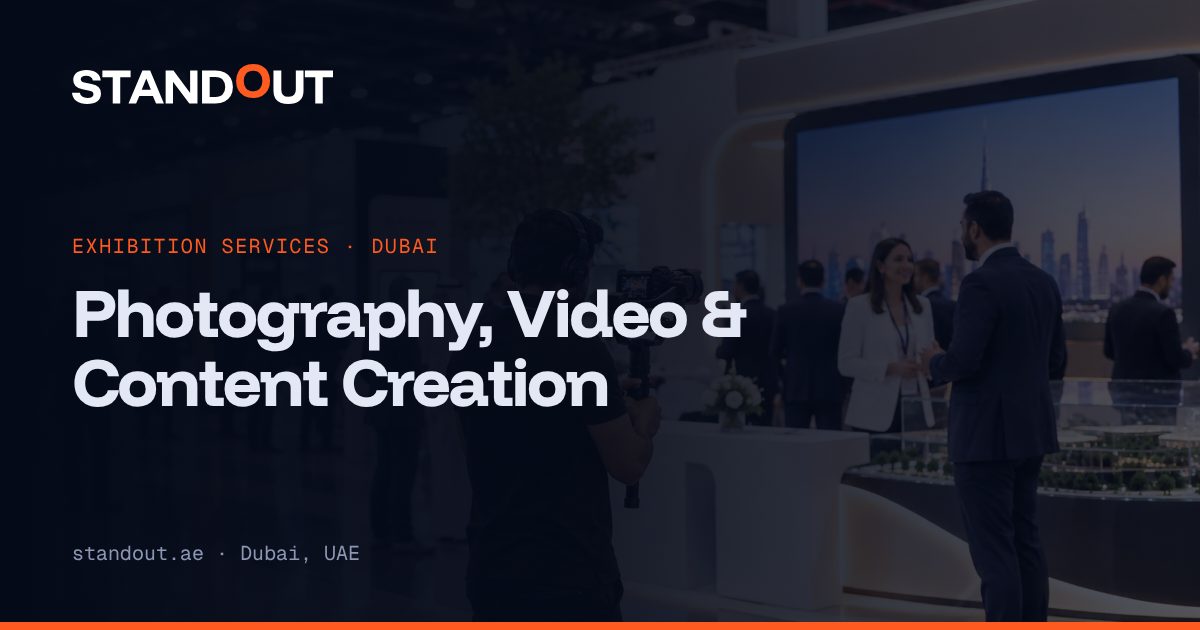 STANDOUT
EXHIBITION SERVICES · DUBAI
Photography, Video &
Content Creation
standout.ae · Dubai, UAE